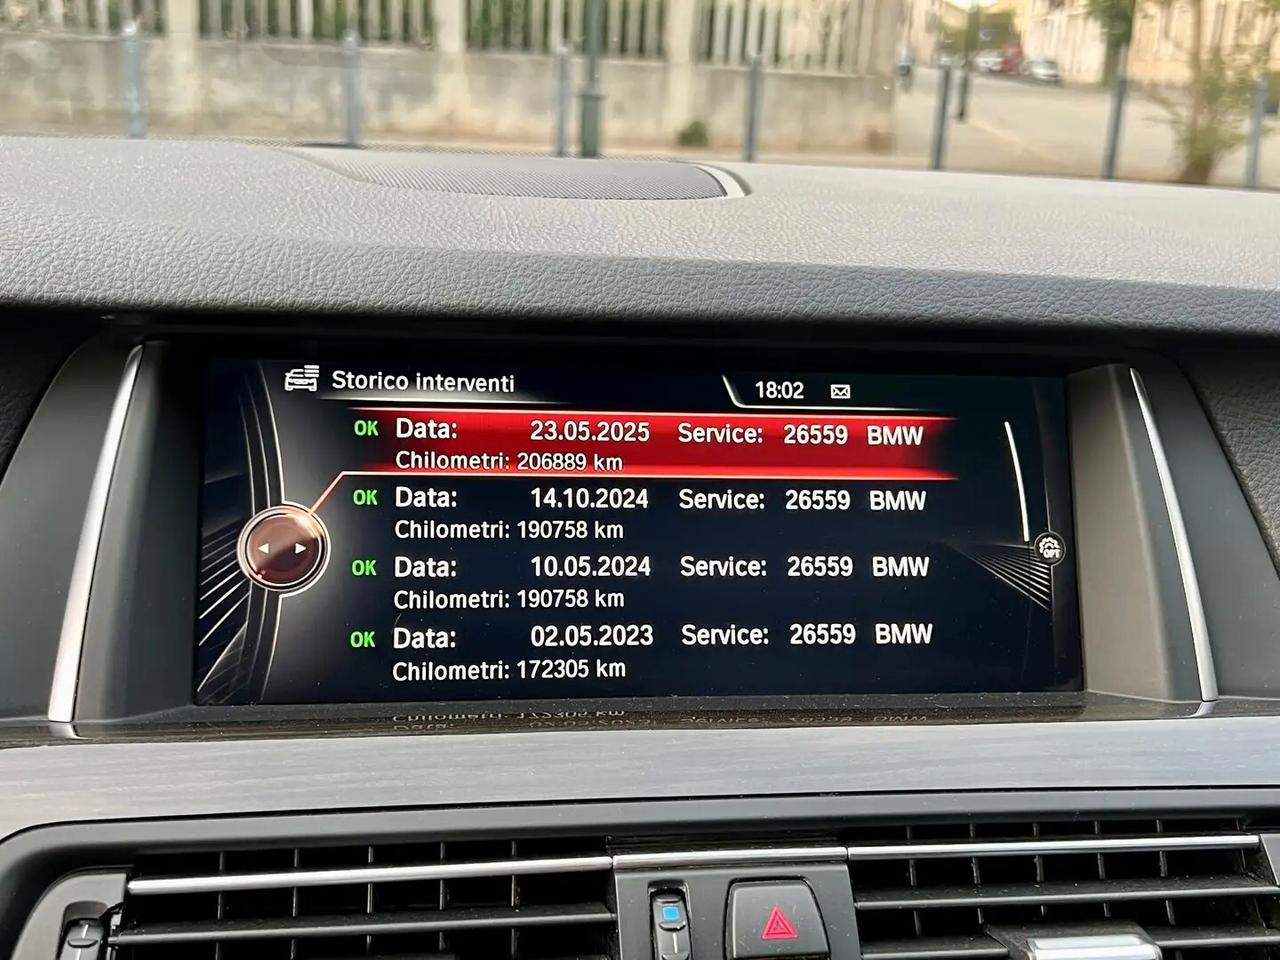 Storico interventi
18:02
OK Data: 23.05.2025 Service: 26559 BMW
Chilometri: 206889 km
OK Data: 14.10.2024 Service: 26559 BMW
Chilometri: 190758 km
OK Data: 10.05.2024 Service: 26559 BMW
Chilometri: 190758 km
OK Data: 02.05.2023 Service: 26559 BMW
Chilometri: 172305 km
OPT